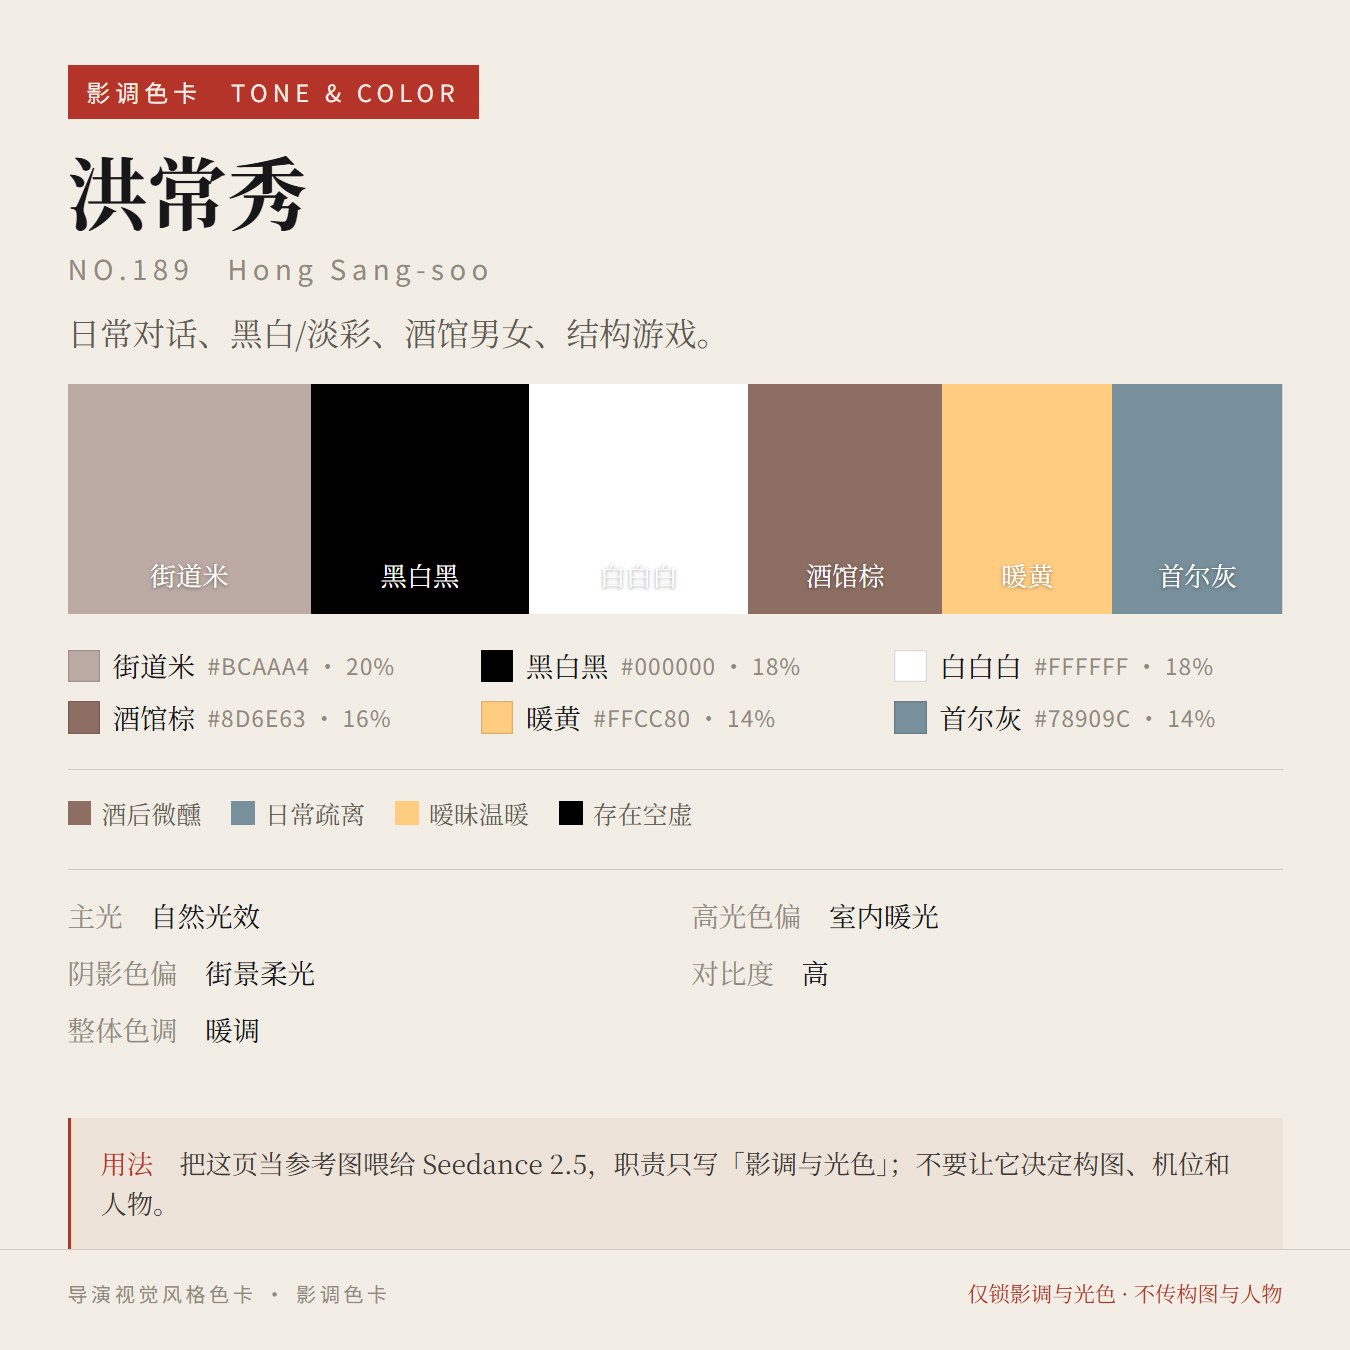 影调色卡 TONE & COLOR
洪常秀
NO.189 Hong Sang-soo
日常对话、黑白/淡彩、酒馆男女、结构游戏。
街道米 黑白黑 白白白 酒馆棕 暖黄 首尔灰
街道米 #BCAAA4 · 20% 黑白黑 #000000 · 18% 白白白 #FFFFFF · 18%
酒馆棕 #8D6E63 · 16% 暖黄 #FFCC80 · 14% 首尔灰 #78909C · 14%
酒后微醺 日常疏离 暧昧温暖 存在空虚
主光 自然光效 高光色偏 室内暖光
阴影色偏 街景柔光 对比度 高
整体色调 暖调
用法 把这页当参考图喂给 Seedance 2.5，职责只写「影调与光色」；不要让它决定构图、机位和
人物。
导演视觉风格色卡 · 影调色卡 仅锁影调与光色 · 不传构图与人物